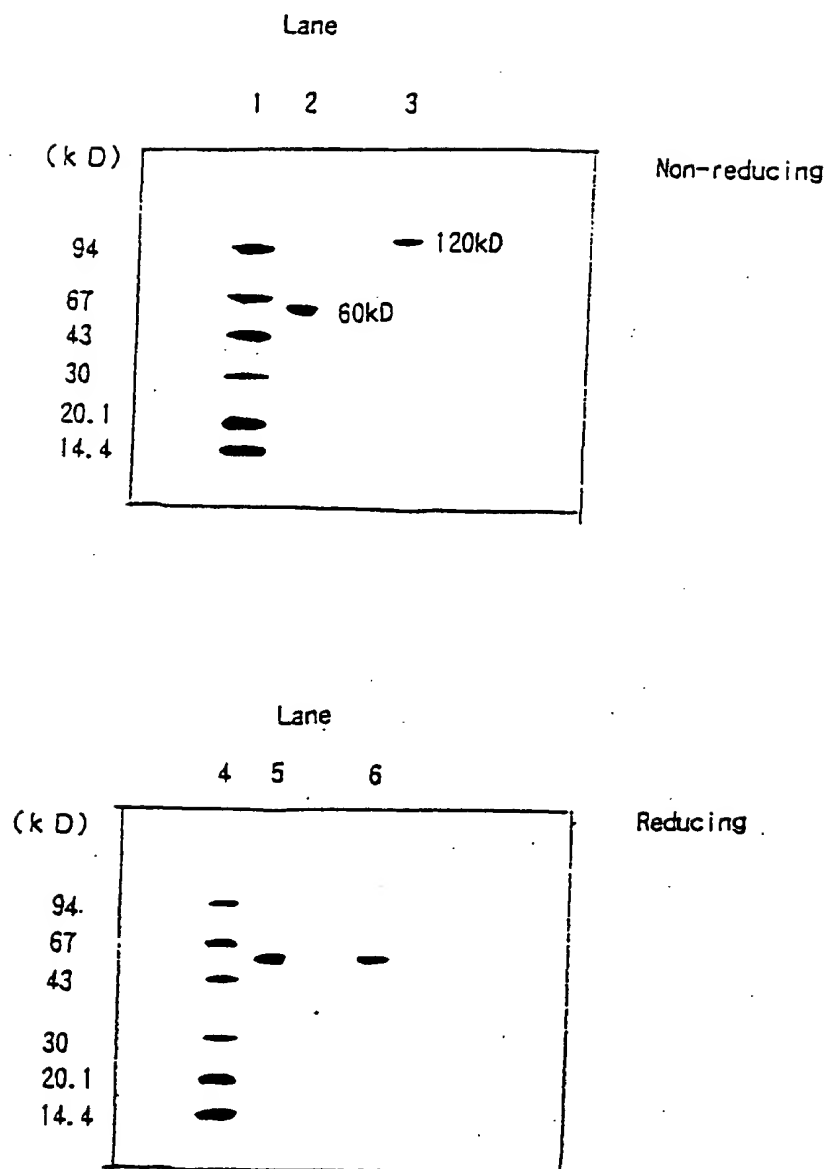 Lane
1 2 3
(kD)
Non-reducing
94
120kD
67
60kD
43
30
20.1
14.4
Lane
4 5 6
(kD)
Reducing
94
67
43
30
20.1
14.4